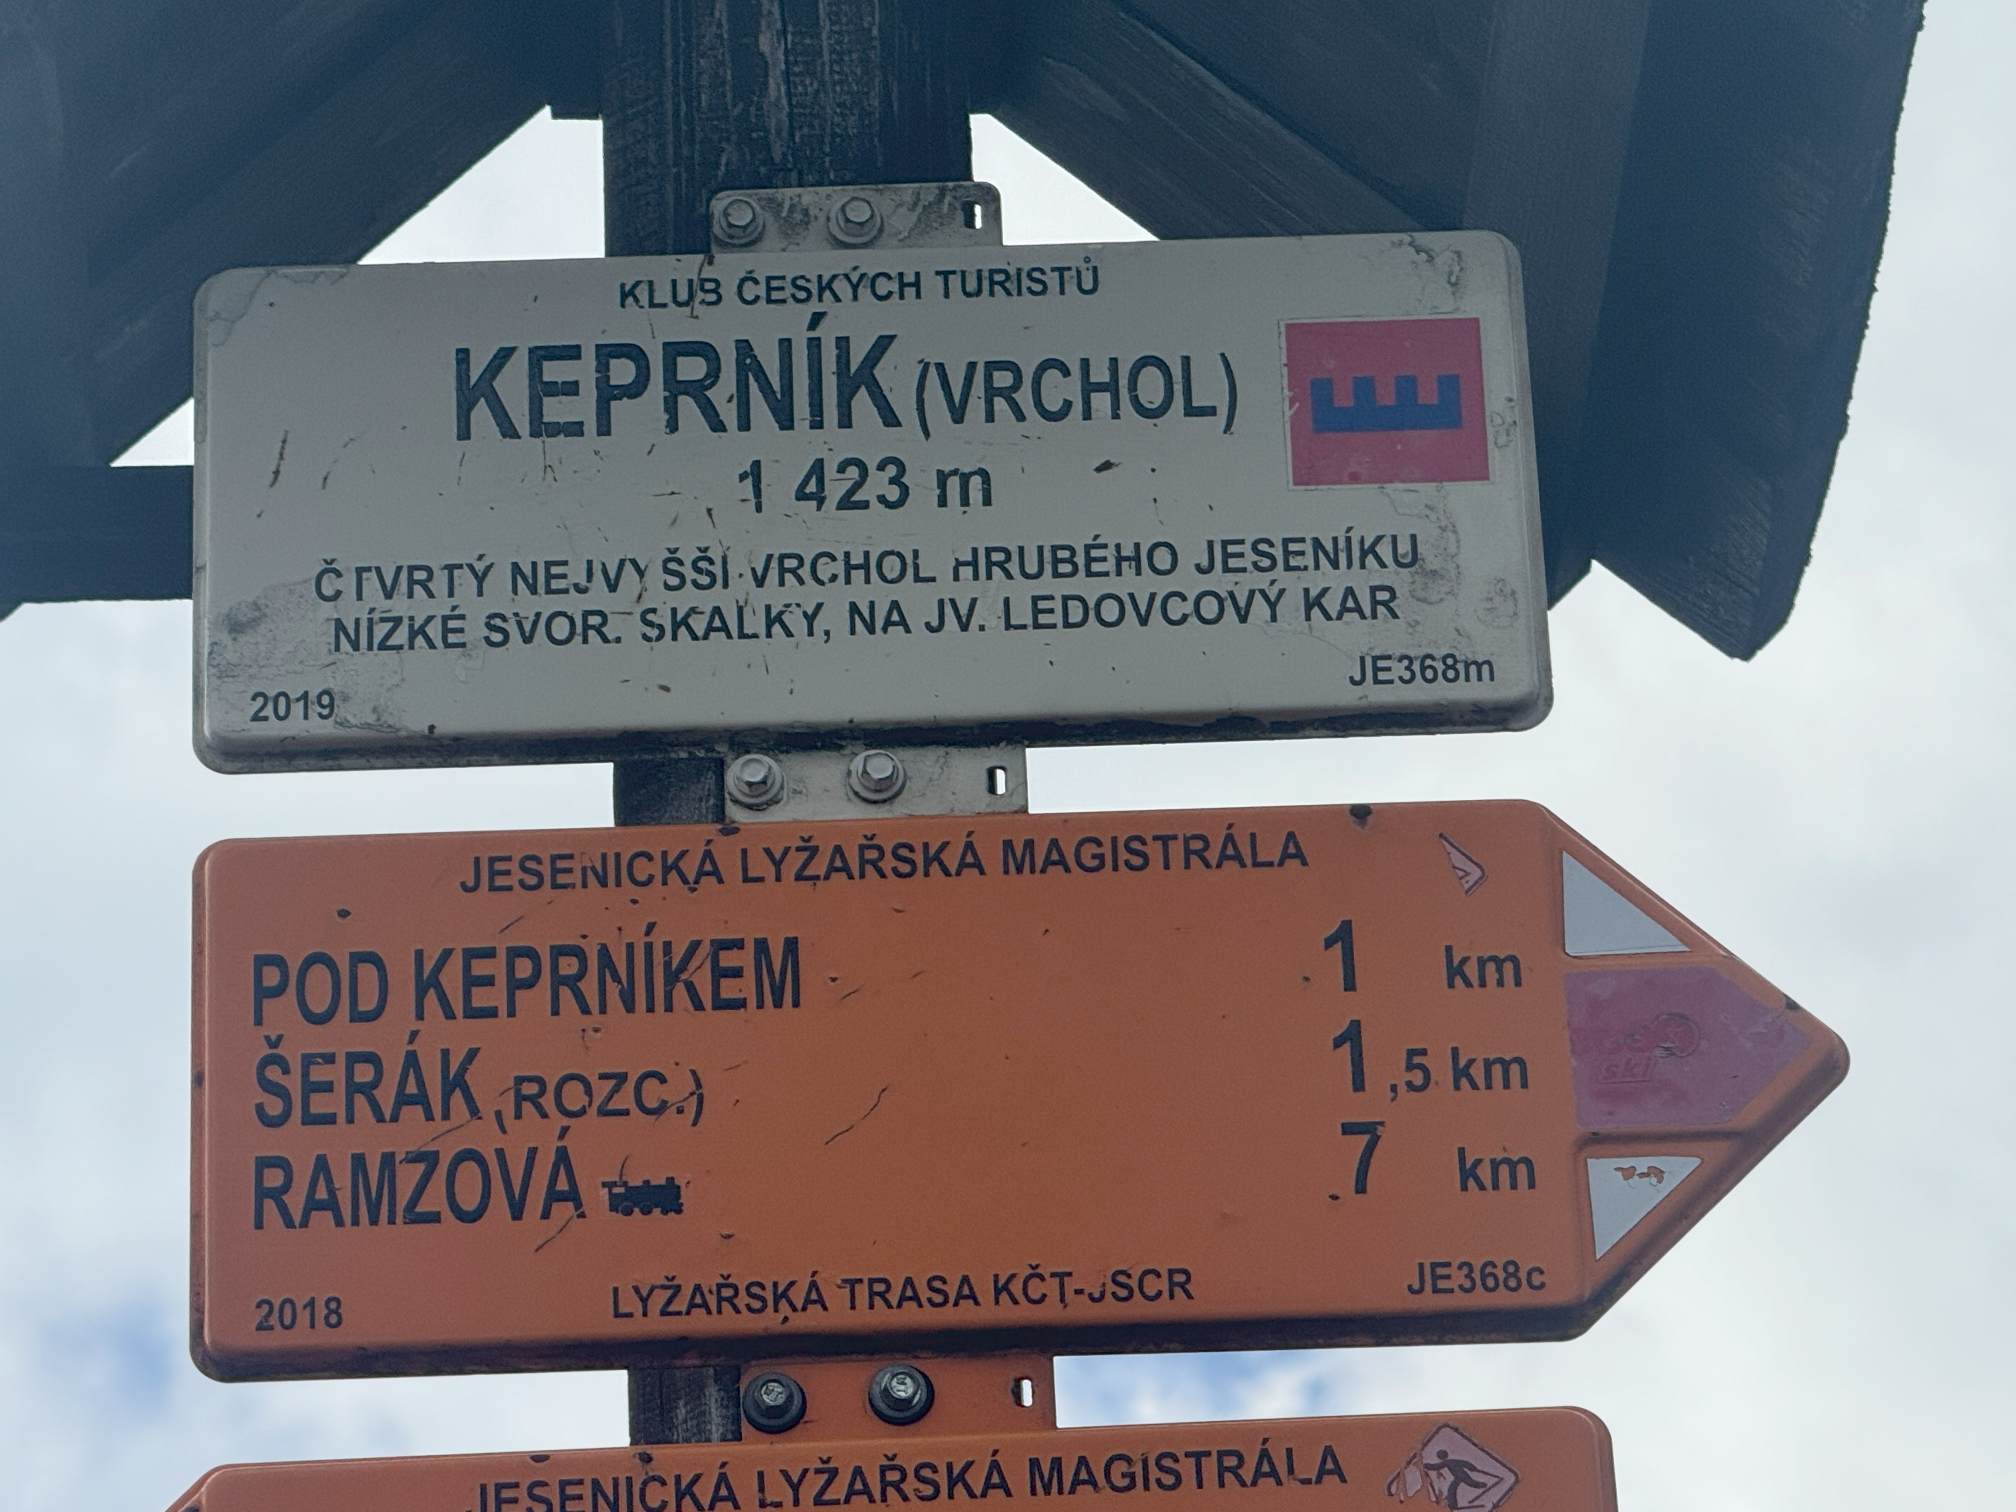 KLUB ČESKÝCH TURISTŮ
KEPRNÍK (VRCHOL)
1 423 m
ČTVRTÝ NEJVYŠŠÍ VRCHOL HRUBÉHO JESENÍKU
NÍZKÉ SVOR. SKALKY, NA JV. LEDOVCOVÝ KAR
2019 JE368m
JESENICKÁ LYŽAŘSKÁ MAGISTRÁLA
POD KEPRNÍKEM 1 km
ŠERÁK (ROZC.) 1,5 km
RAMZOVÁ 7 km
ski
2018 LYŽAŘSKÁ TRASA KČT-JSCR JE368c
JESENICKÁ LYŽAŘSKÁ MAGISTRÁLA